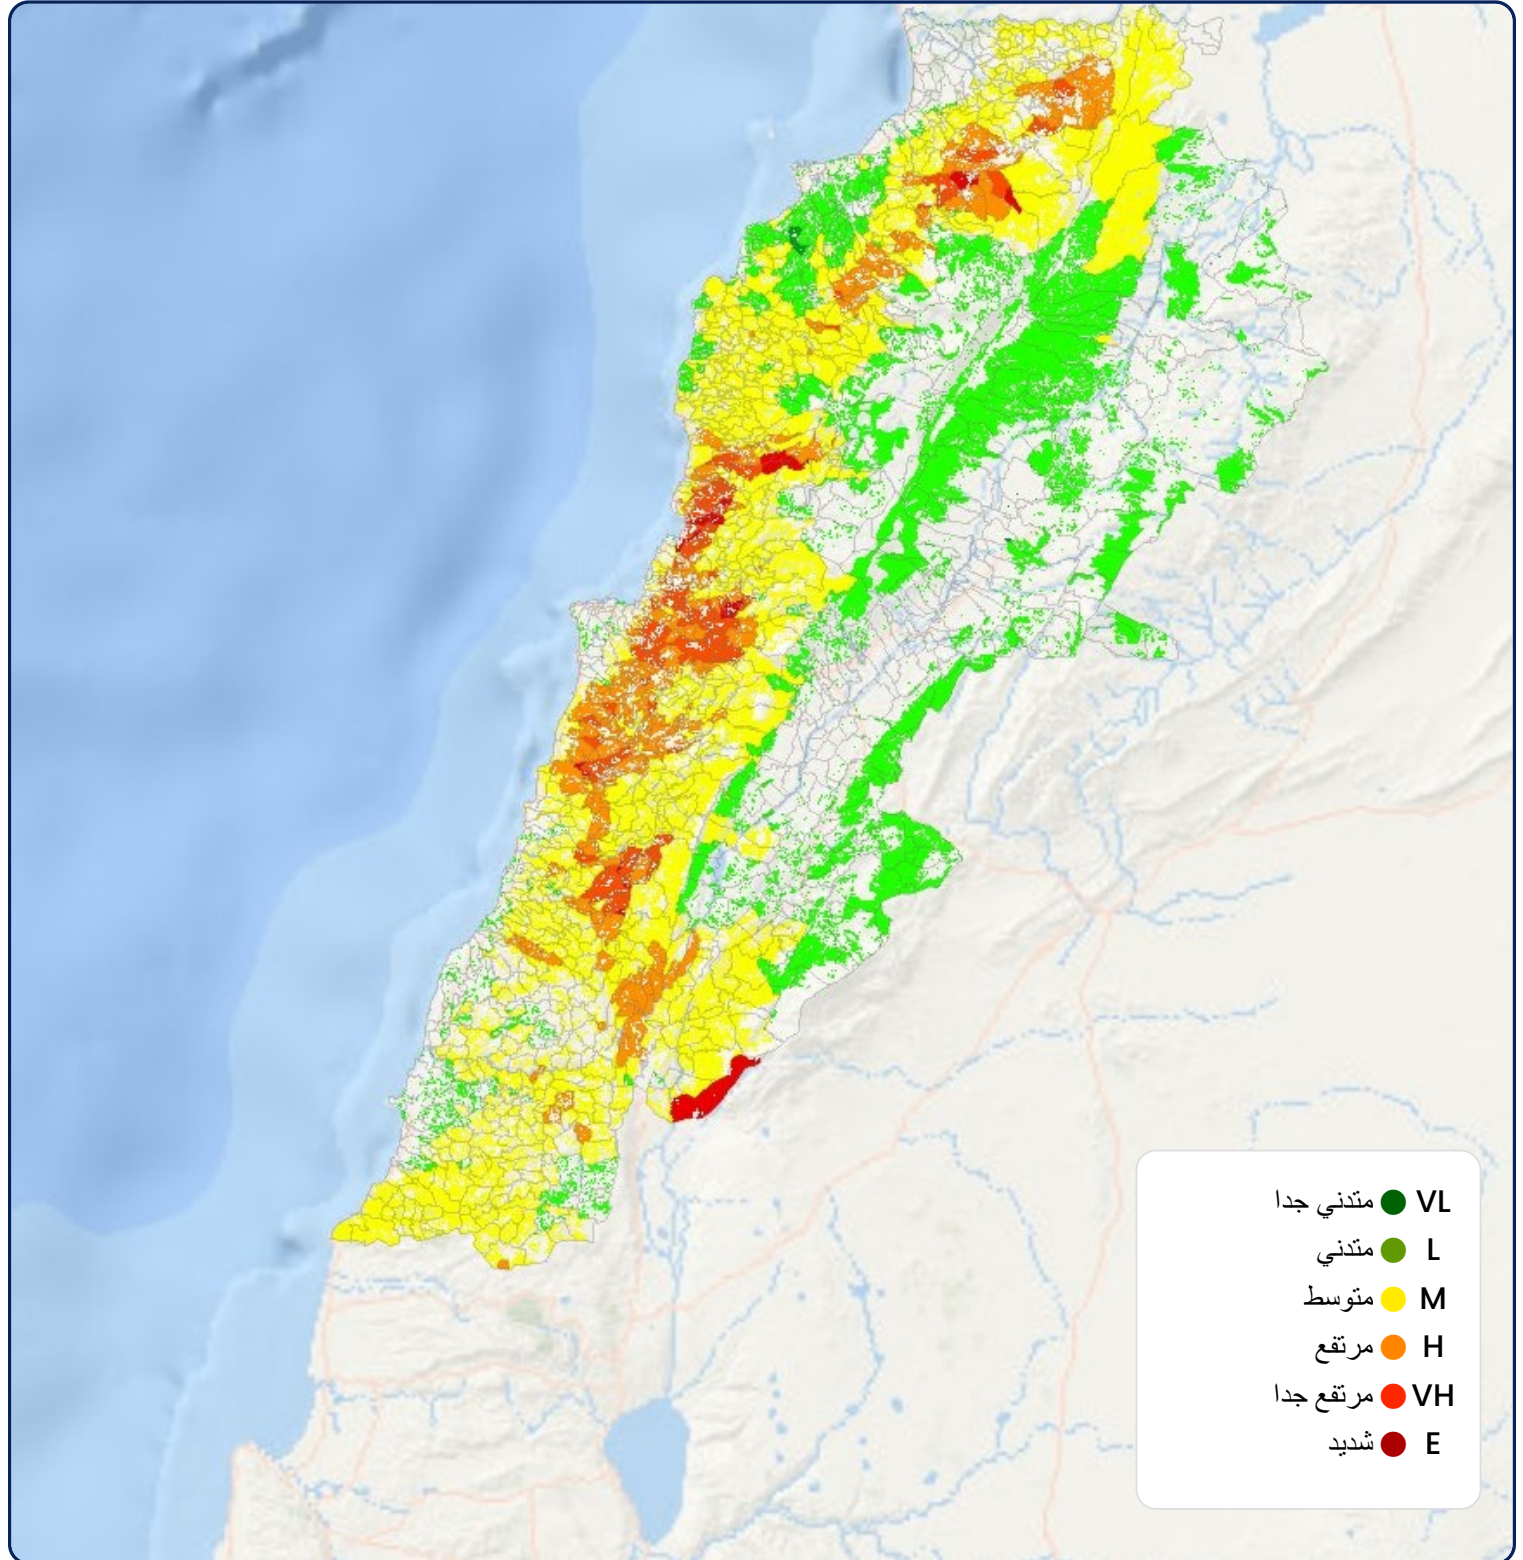 VL متدني جدا
L متدني
M متوسط
H مرتفع
VH مرتفع جدا
E شديد